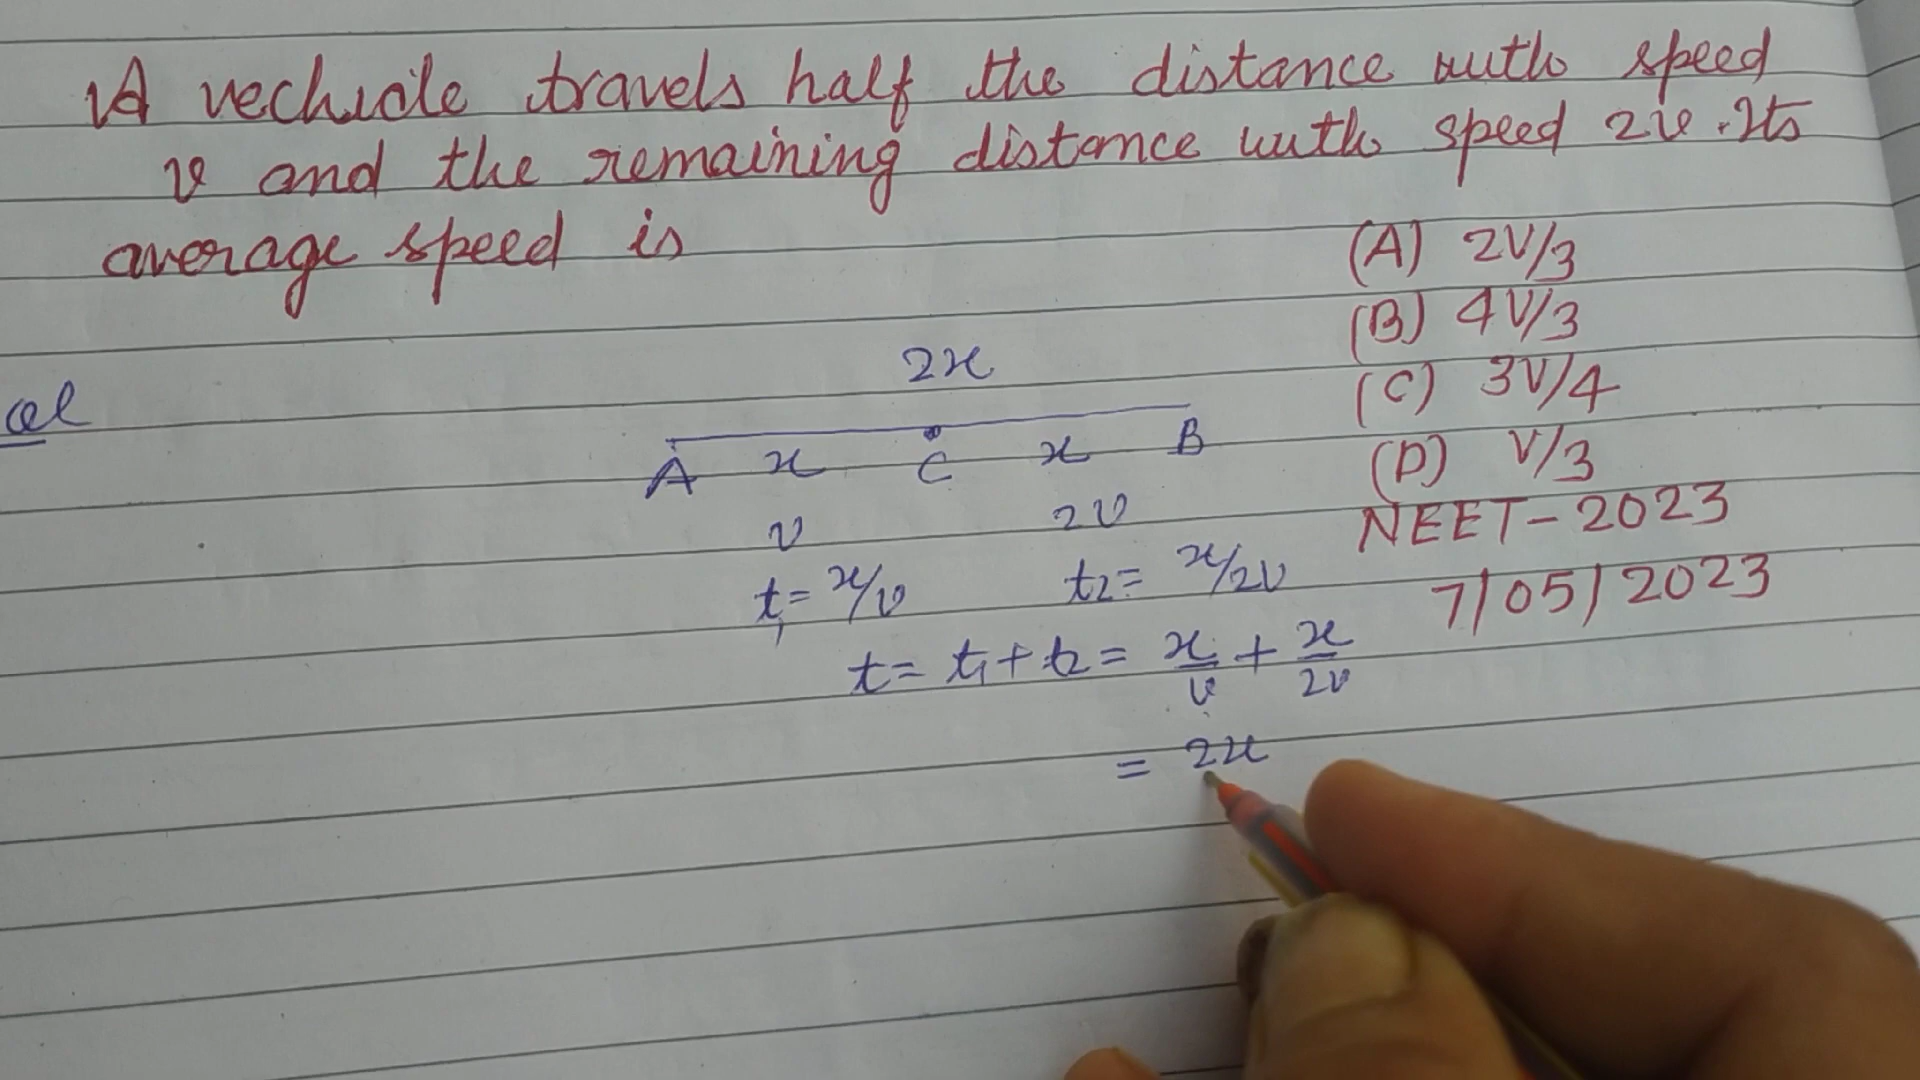 A vechicle travels half the distance with speed
v and the remaining distance with speed 2v. Its
average speed is
(A) 2V/3
(B) 4V/3
(C) 3V/4
(D) V/3
NEET-2023
7/05/2023
ol
2x
A x C x B
v 2v
t1= x/v t2= x/2v
t= t1+t2= x/v + x/2v
= 2x